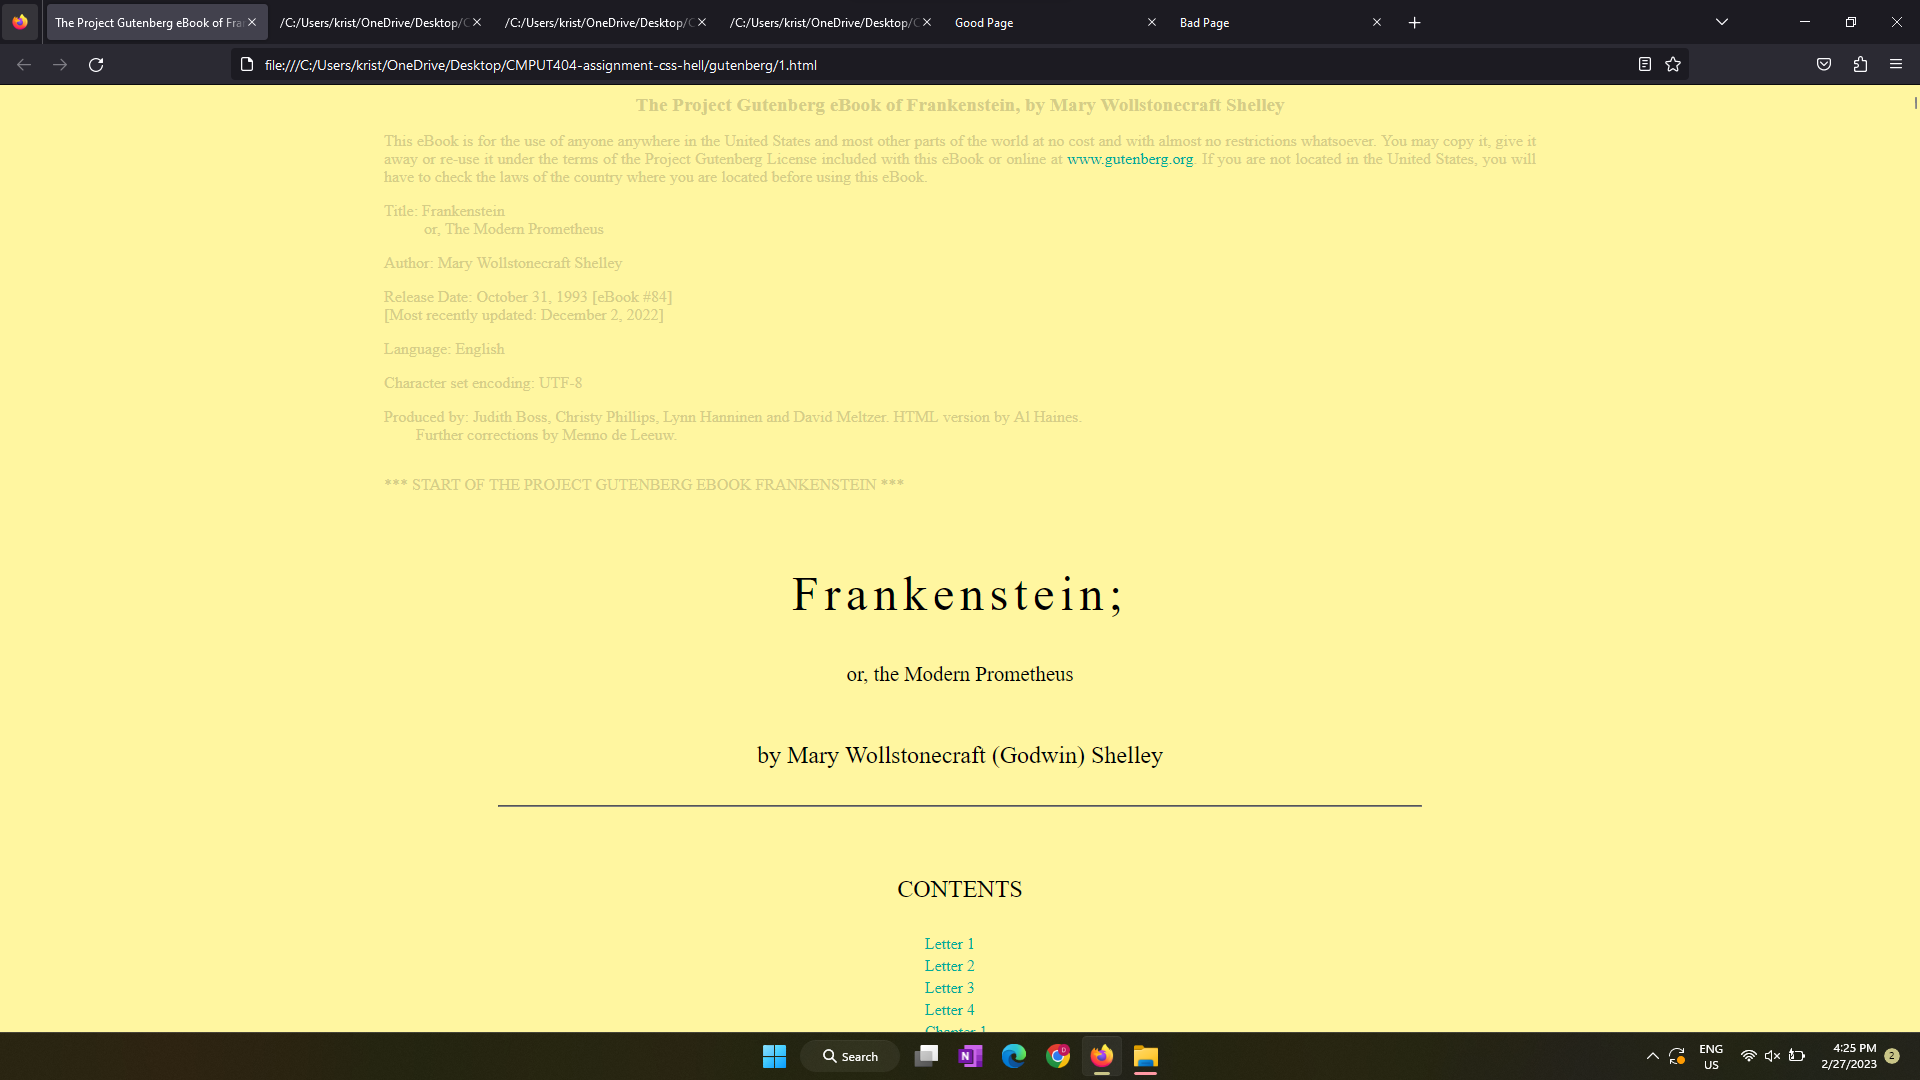 The Project Gutenberg eBook of Fra
/C:/Users/krist/OneDrive/Desktop/C
/C:/Users/krist/OneDrive/Desktop/C
/C:/Users/krist/OneDrive/Desktop/C
Good Page
Bad Page
file:///C:/Users/krist/OneDrive/Desktop/CMPUT404-assignment-css-hell/gutenberg/1.html
The Project Gutenberg eBook of Frankenstein, by Mary Wollstonecraft Shelley
This eBook is for the use of anyone anywhere in the United States and most other parts of the world at no cost and with almost no restrictions whatsoever. You may copy it, give it
away or re-use it under the terms of the Project Gutenberg License included with this eBook or online at www.gutenberg.org. If you are not located in the United States, you will
have to check the laws of the country where you are located before using this eBook.
Title: Frankenstein
or, The Modern Prometheus
Author: Mary Wollstonecraft Shelley
Release Date: October 31, 1993 [eBook #84]
[Most recently updated: December 2, 2022]
Language: English
Character set encoding: UTF-8
Produced by: Judith Boss, Christy Phillips, Lynn Hanninen and David Meltzer. HTML version by Al Haines.
Further corrections by Menno de Leeuw.
*** START OF THE PROJECT GUTENBERG EBOOK FRANKENSTEIN ***
Frankenstein;
or, the Modern Prometheus
by Mary Wollstonecraft (Godwin) Shelley
CONTENTS
Letter 1
Letter 2
Letter 3
Letter 4
Chapter 1
Search
ENG
US
4:25 PM
2/27/2023
2